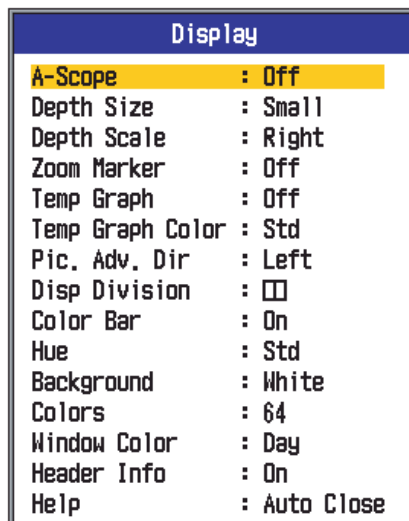 Display
A-Scope : Off
Depth Size : Small
Depth Scale : Right
Zoom Marker : Off
Temp Graph : Off
Temp Graph Color : Std
Pic. Adv. Dir : Left
Disp Division :
Color Bar : On
Hue : Std
Background : White
Colors : 64
Window Color : Day
Header Info : On
Help : Auto Close